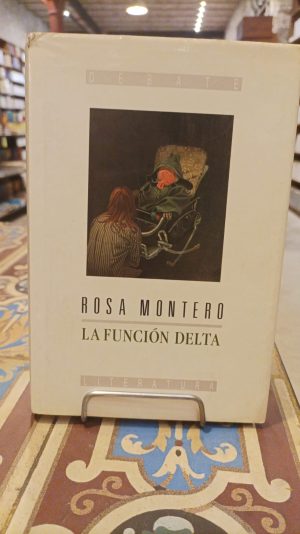 DEBATE
ROSA MONTERO
LA FUNCIÓN DELTA
LITERATURA